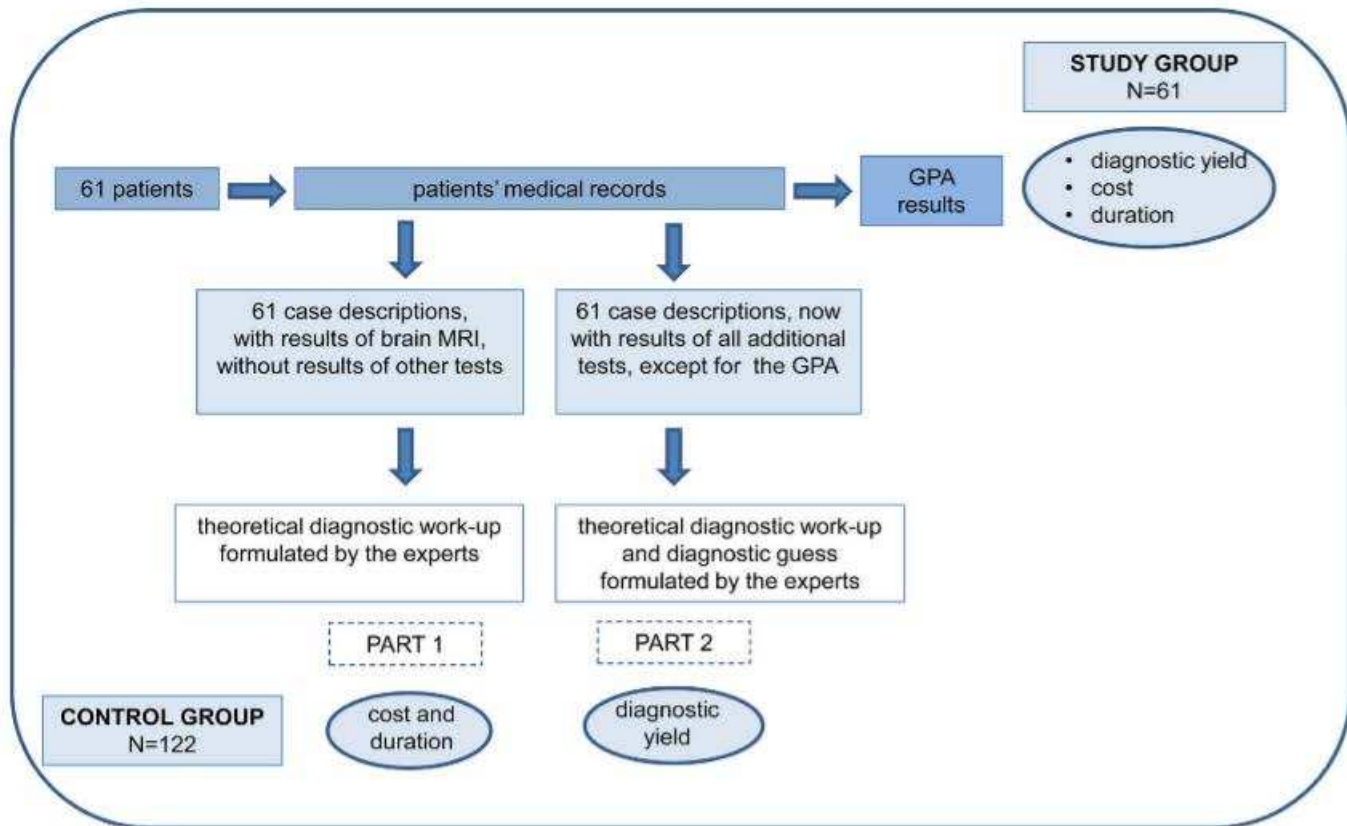 STUDY GROUP
N=61
61 patients
patients' medical records
GPA
results
• diagnostic yield
• cost
• duration
61 case descriptions,
with results of brain MRI,
without results of other tests
61 case descriptions, now
with results of all additional
tests, except for the GPA
theoretical diagnostic work-up
formulated by the experts
theoretical diagnostic work-up
and diagnostic guess
formulated by the experts
PART 1
PART 2
CONTROL GROUP
N=122
cost and
duration
diagnostic
yield